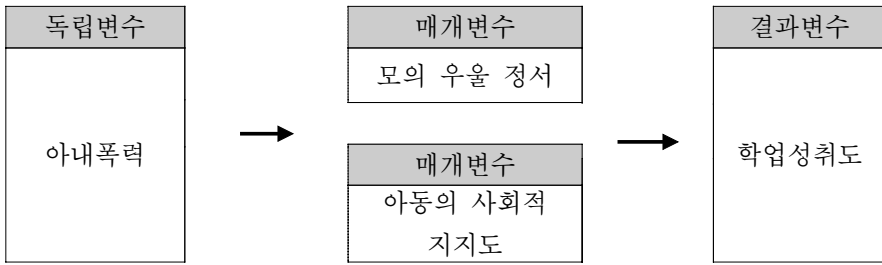 독립변수
아내폭력
매개변수
모의 우울 정서
매개변수
아동의 사회적
지지도
결과변수
학업성취도